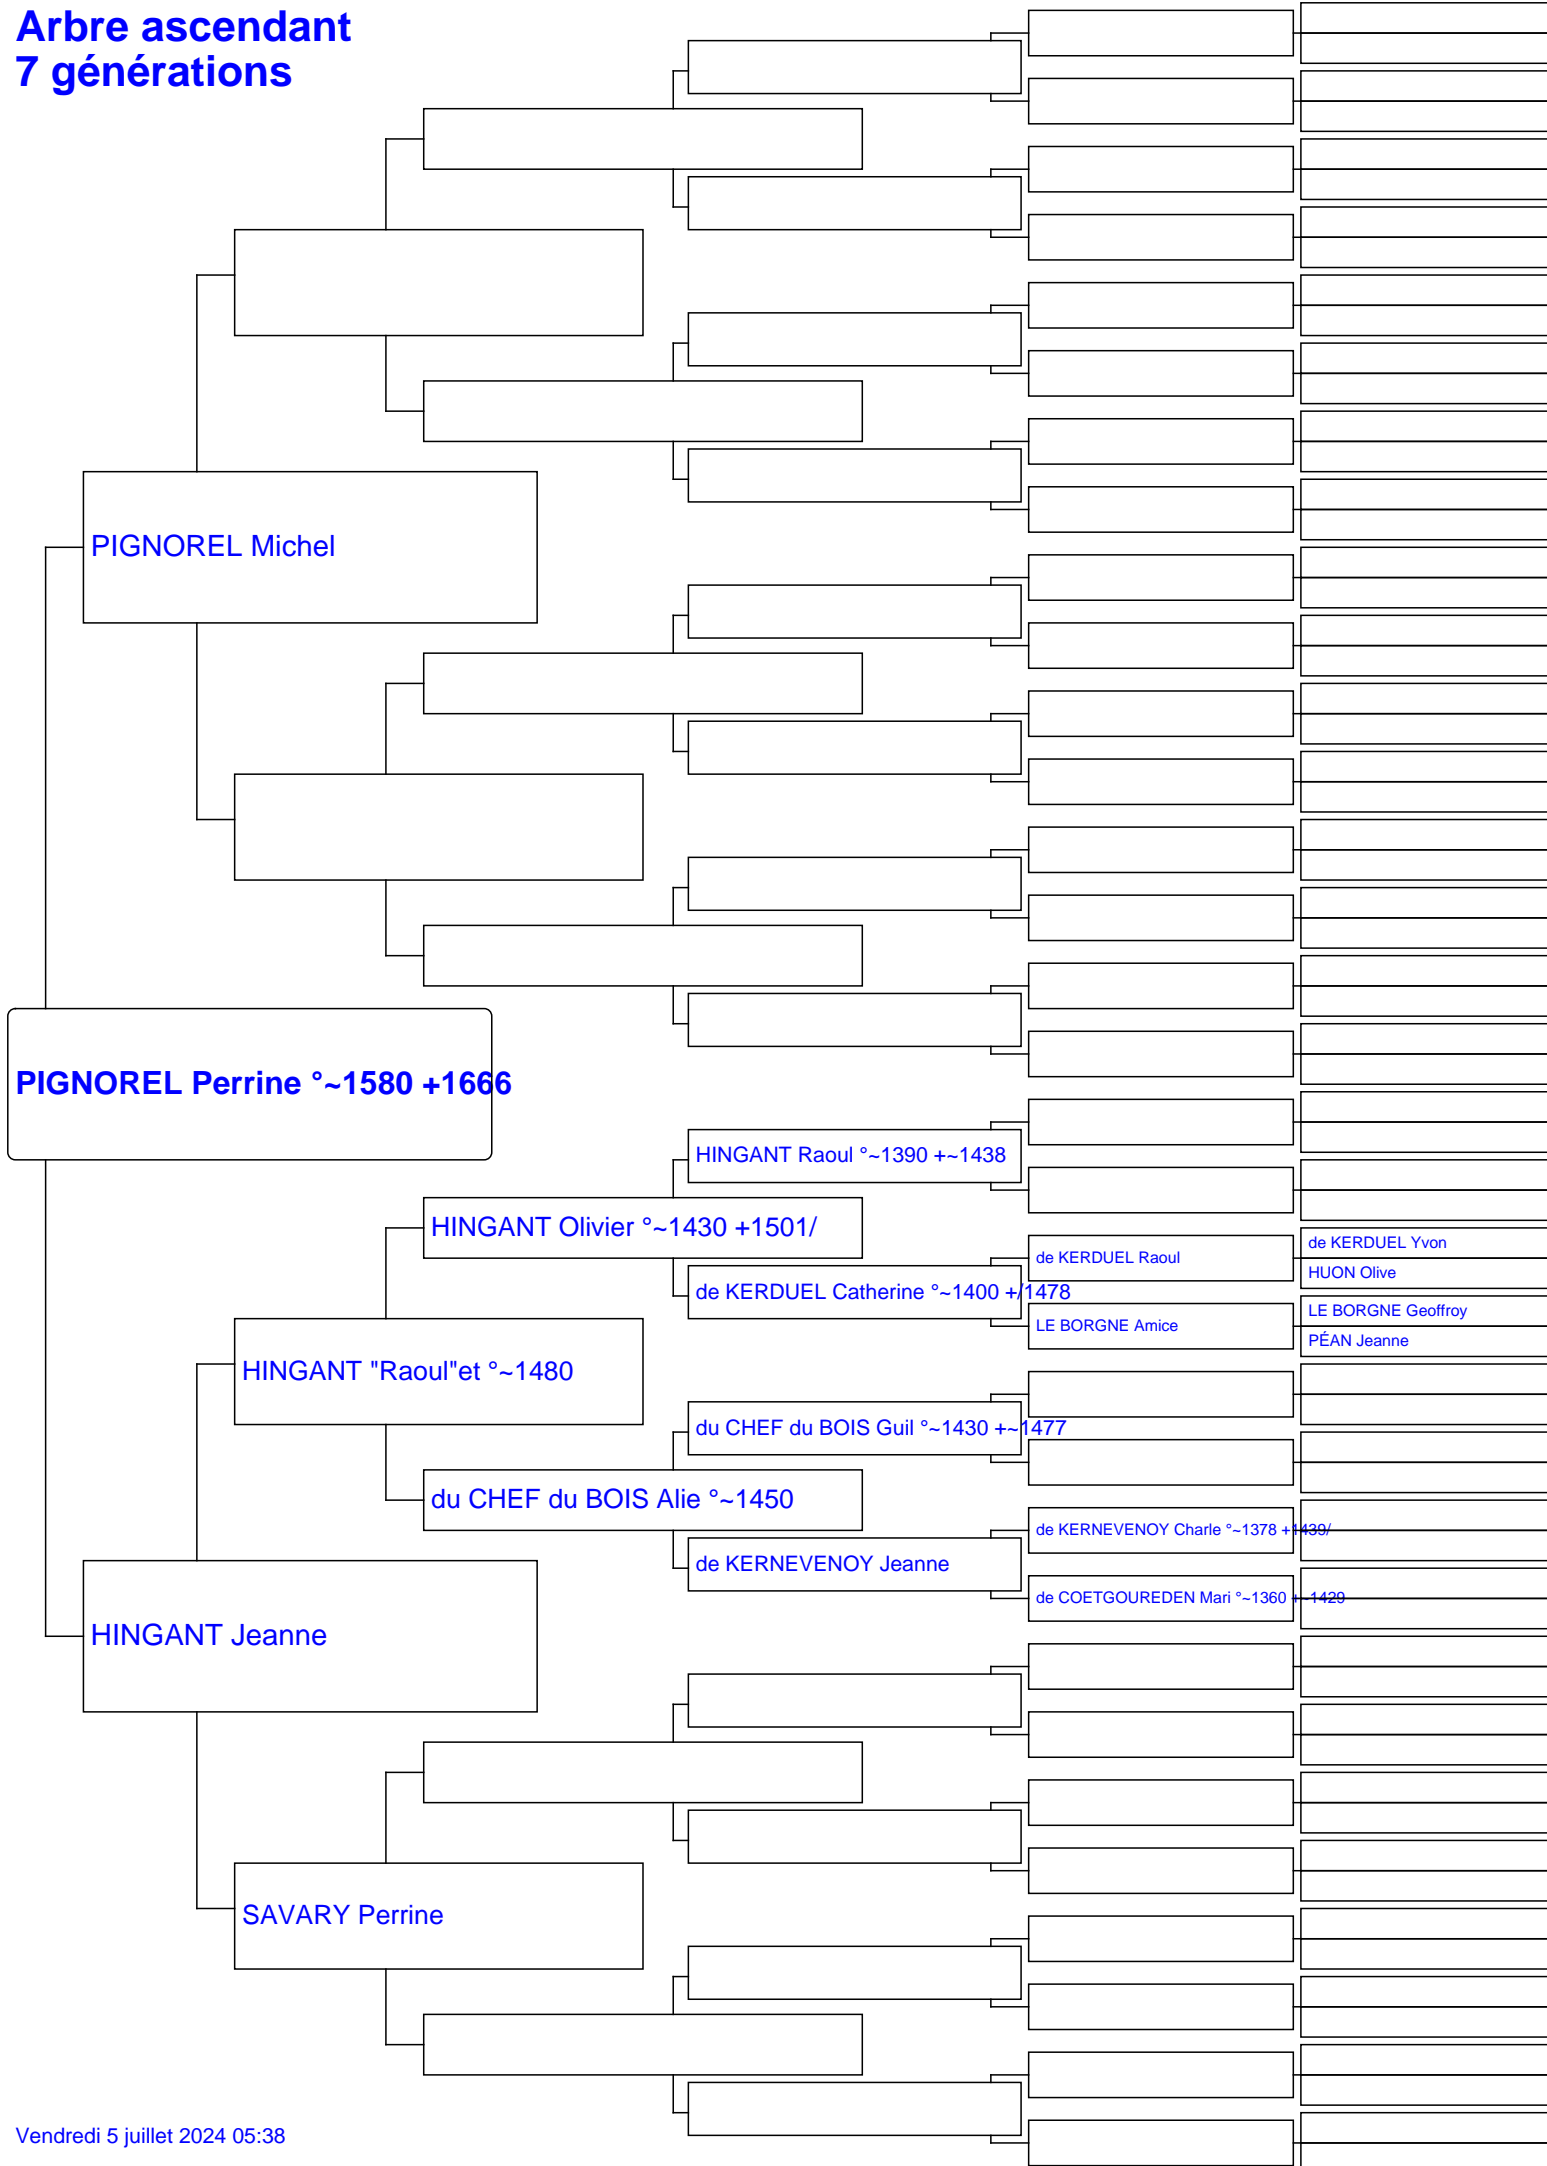 Arbre ascendant
7 générations
PIGNOREL Michel
PIGNOREL Perrine °~1580 +1666
HINGANT Raoul °~1390 +~1438
HINGANT Olivier °~1430 +1501/
de KERDUEL Raoul
de KERDUEL Yvon
HUON Olive
de KERDUEL Catherine °~1400 +/1478
LE BORGNE Amice
LE BORGNE Geoffroy
PÉAN Jeanne
HINGANT "Raoul"et °~1480
du CHEF du BOIS Guil °~1430 +~1477
du CHEF du BOIS Alie °~1450
de KERNEVENOY Charle °~1378 +1439/
de KERNEVENOY Jeanne
de COETGOUREDEN Mari °~1360 +~1429
HINGANT Jeanne
SAVARY Perrine
Vendredi 5 juillet 2024 05:38